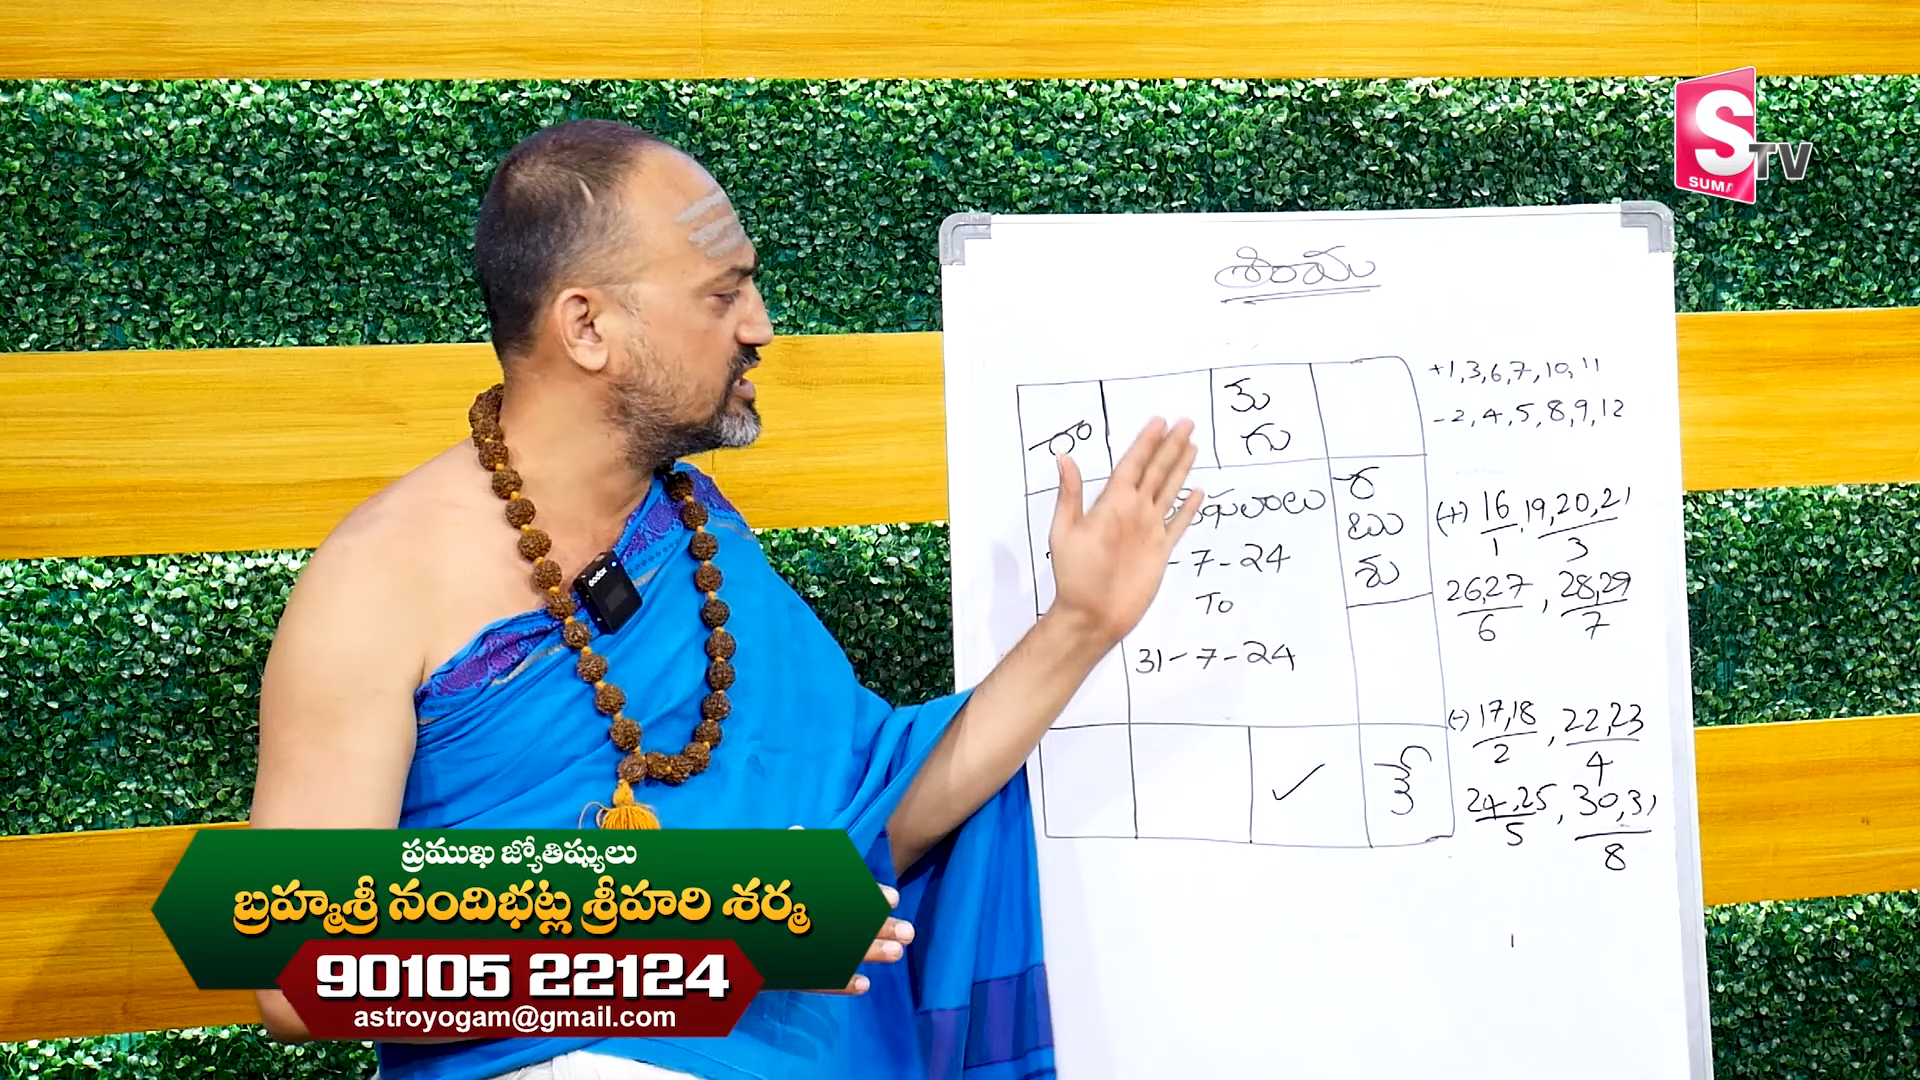 S TV
SUMA
శ్రీరామ
రా
కు
గు
+1,3,6,7,10,11
-2,4,5,8,9,12
ర
బు
శు
-7-24
To
31-7-24
✓
కే
(+) 16/1, 19,20,21/3
26,27/6, 28,29/7
(-) 17,18/2, 22,23/4
24,25/5, 30,31/8
godox
ప్రముఖ జ్యోతిష్యులు
బ్రహ్మశ్రీ నందిభట్ల శ్రీహరి శర్మ
90105 22124
astroyogam@gmail.com